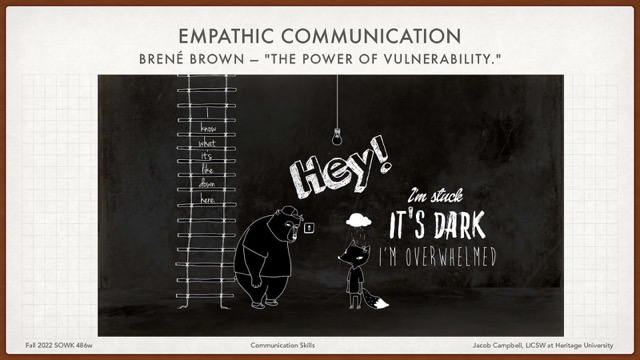 EMPATHIC COMMUNICATION
BRENÉ BROWN – "THE POWER OF VULNERABILITY."
I
know
what
it's
like
down
here
Hey!
I'm stuck
IT'S DARK
I'M OVERWHELMED
Fall 2022 SOWK 486w
Communication Skills
Jacob Campbell, LICSW at Heritage University